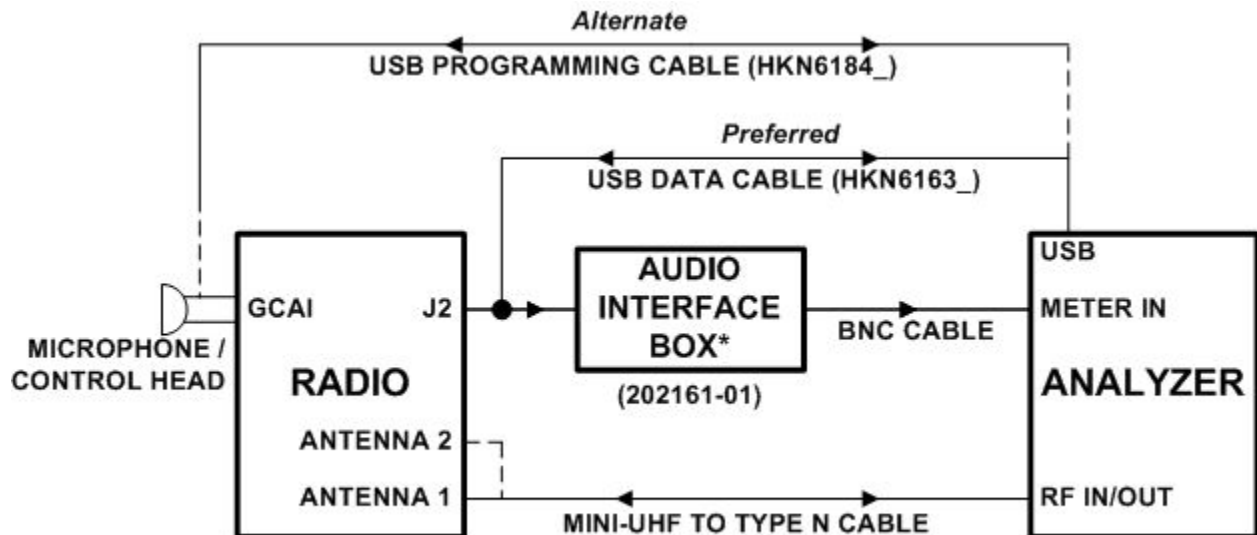 Alternate
USB PROGRAMMING CABLE (HKN6184_)
Preferred
USB DATA CABLE (HKN6163_)
USB
AUDIO
INTERFACE
BOX*
(202161-01)
GCAI
J2
METER IN
BNC CABLE
MICROPHONE /
CONTROL HEAD
RADIO
ANALYZER
ANTENNA 2
ANTENNA 1
RF IN/OUT
MINI-UHF TO TYPE N CABLE